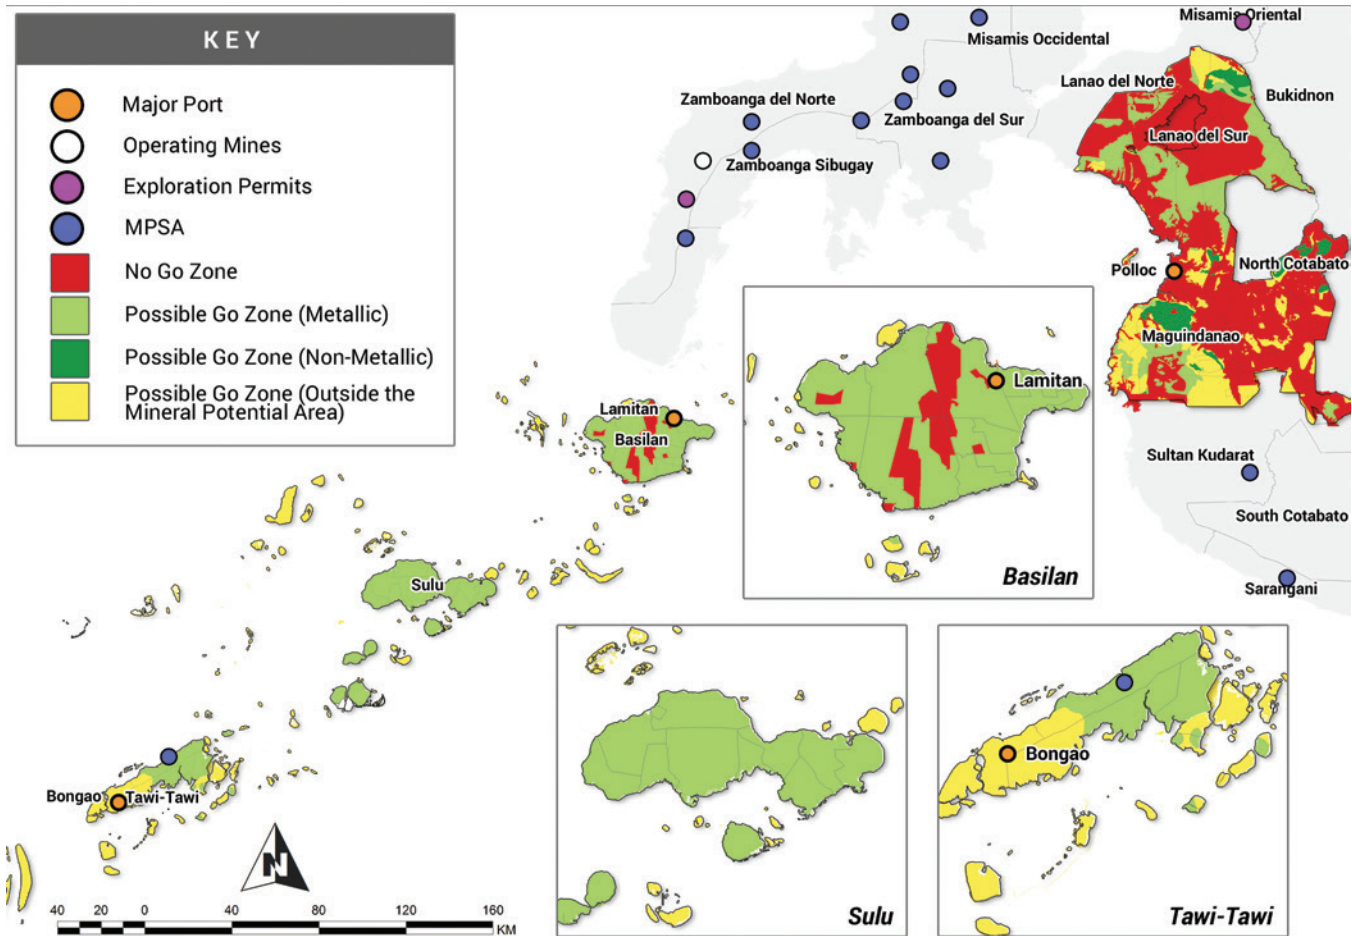 KEY
Major Port
Operating Mines
Exploration Permits
MPSA
No Go Zone
Possible Go Zone (Metallic)
Possible Go Zone (Non-Metallic)
Possible Go Zone (Outside the
Mineral Potential Area)
Misamis Oriental
Misamis Occidental
Lanao del Norte
Bukidnon
Zamboanga del Norte
Zamboanga del Sur
Lanao del Sur
Zamboanga Sibugay
Polloc
North Cotabato
Maguindanao
Lamitan
Basilan
Lamitan
Basilan
Sultan Kudarat
South Cotabato
Sarangani
Sulu
Bongao
Tawi-Tawi
Sulu
Bongao
Tawi-Tawi
N
40 20 0 40 80 120 160
KM